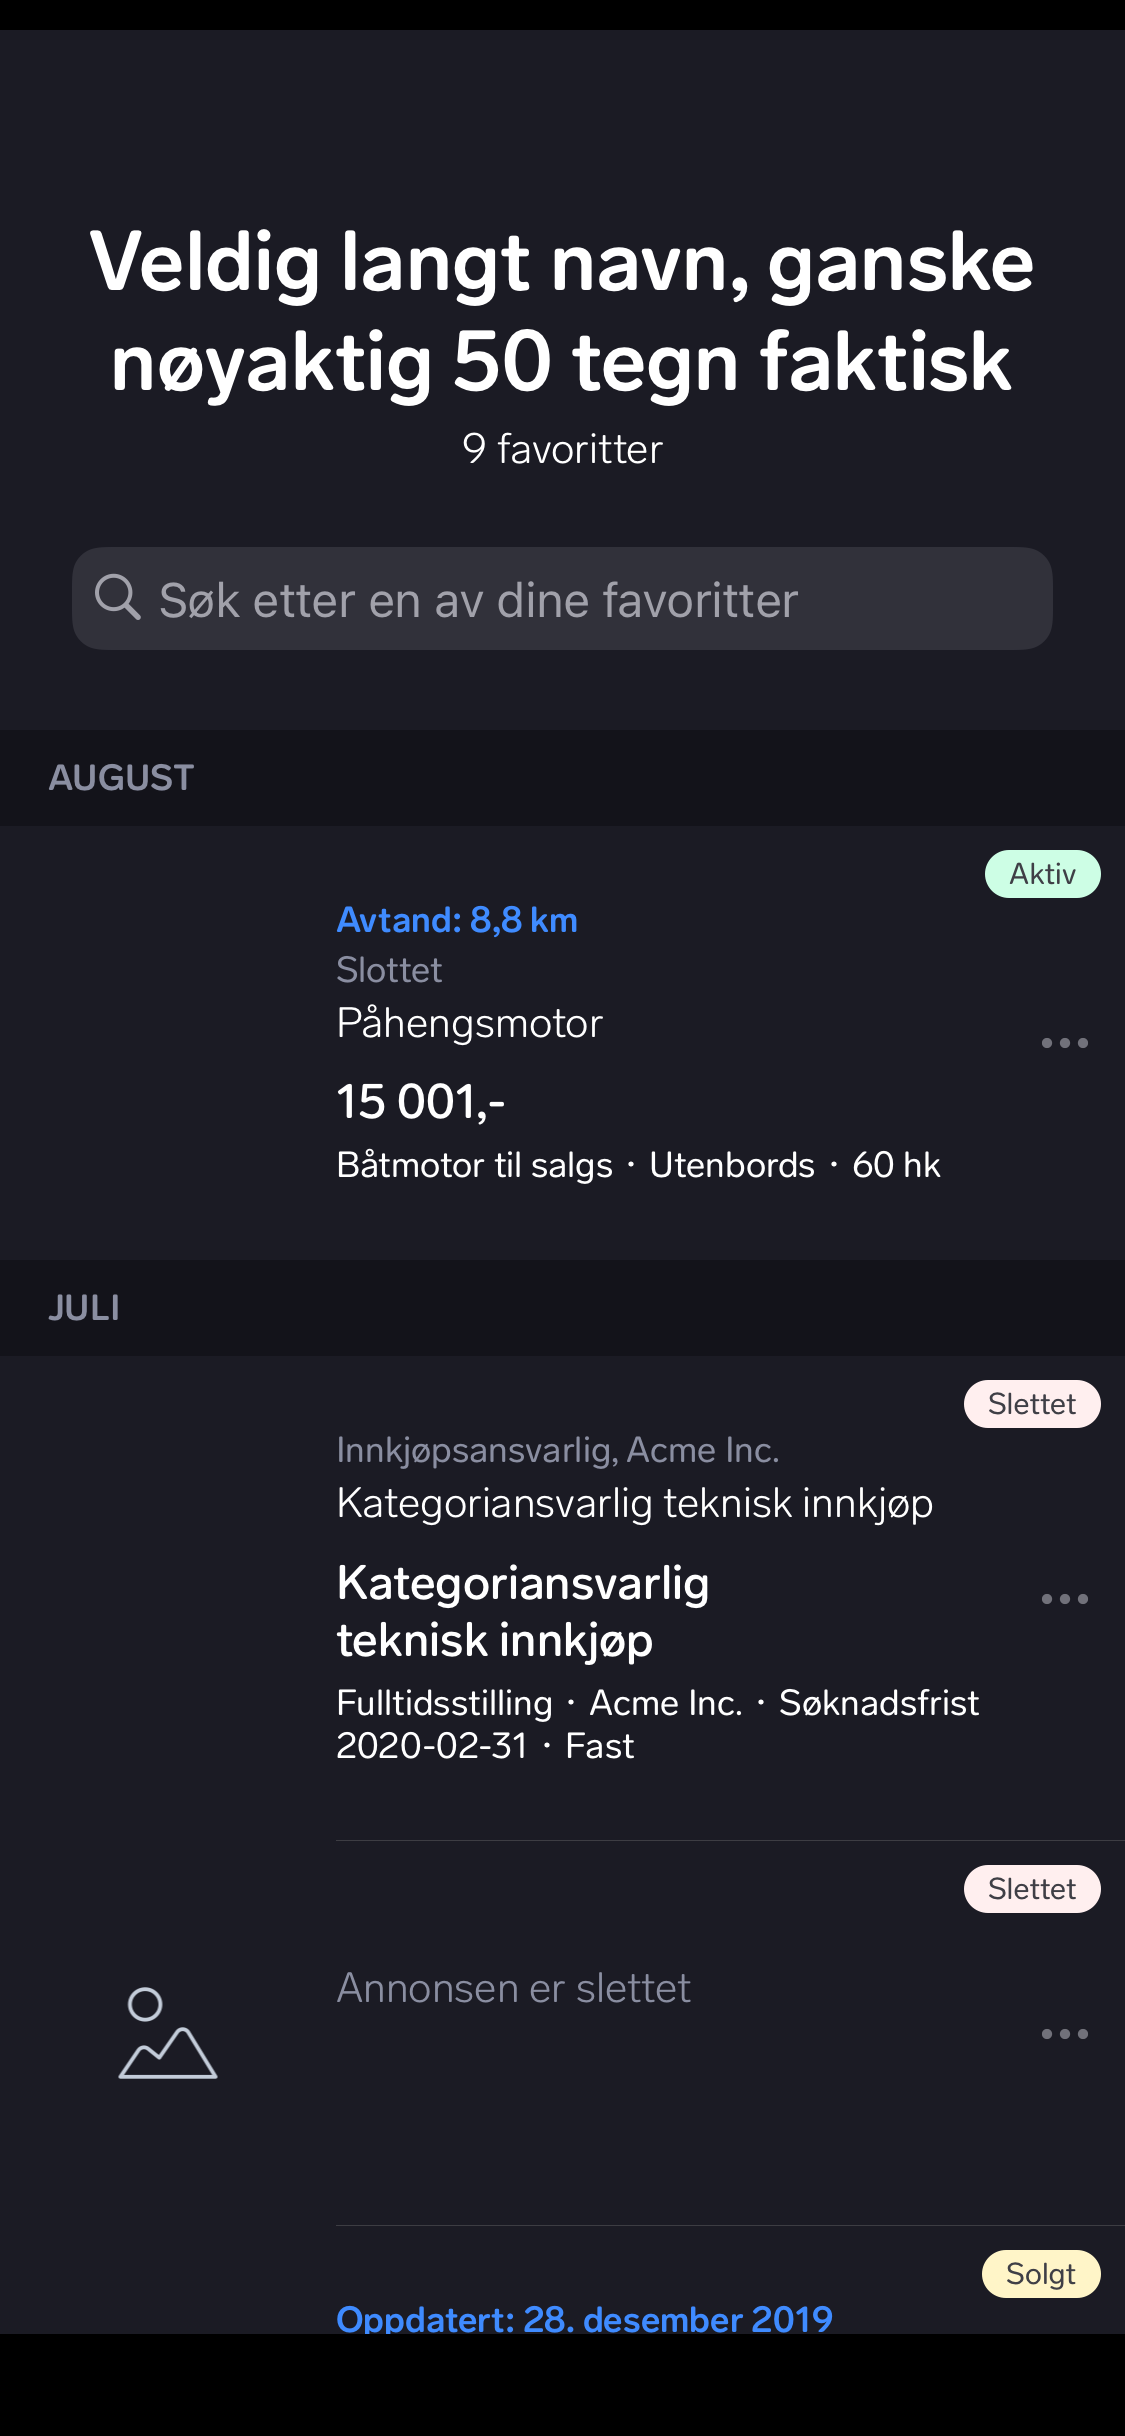 Veldig langt navn, ganske
nøyaktig 50 tegn faktisk
9 favoritter
Søk etter en av dine favoritter
AUGUST
Aktiv
Avtand: 8,8 km
Slottet
Påhengsmotor
15 001,-
Båtmotor til salgs · Utenbords · 60 hk
JULI
Slettet
Innkjøpsansvarlig, Acme Inc.
Kategoriansvarlig teknisk innkjøp
Kategoriansvarlig
teknisk innkjøp
Fulltidsstilling · Acme Inc. · Søknadsfrist
2020-02-31 · Fast
Slettet
Annonsen er slettet
Solgt
Oppdatert: 28. desember 2019